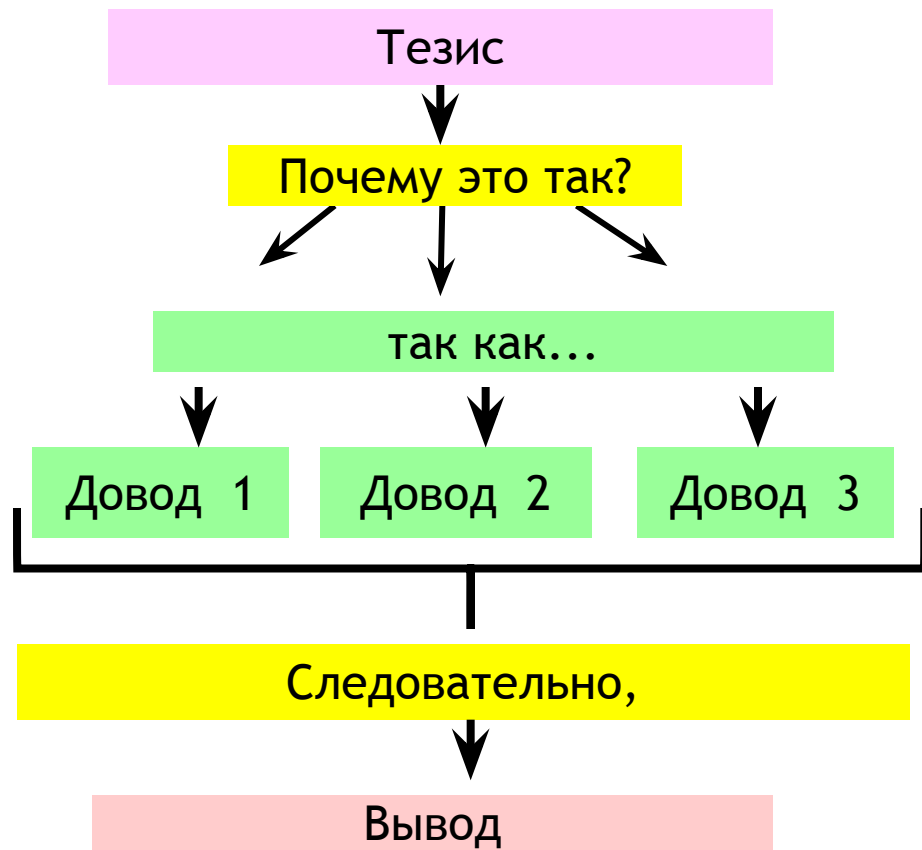 Тезис
Почему это так?
так как...
Довод 1
Довод 2
Довод 3
Следовательно,
Вывод